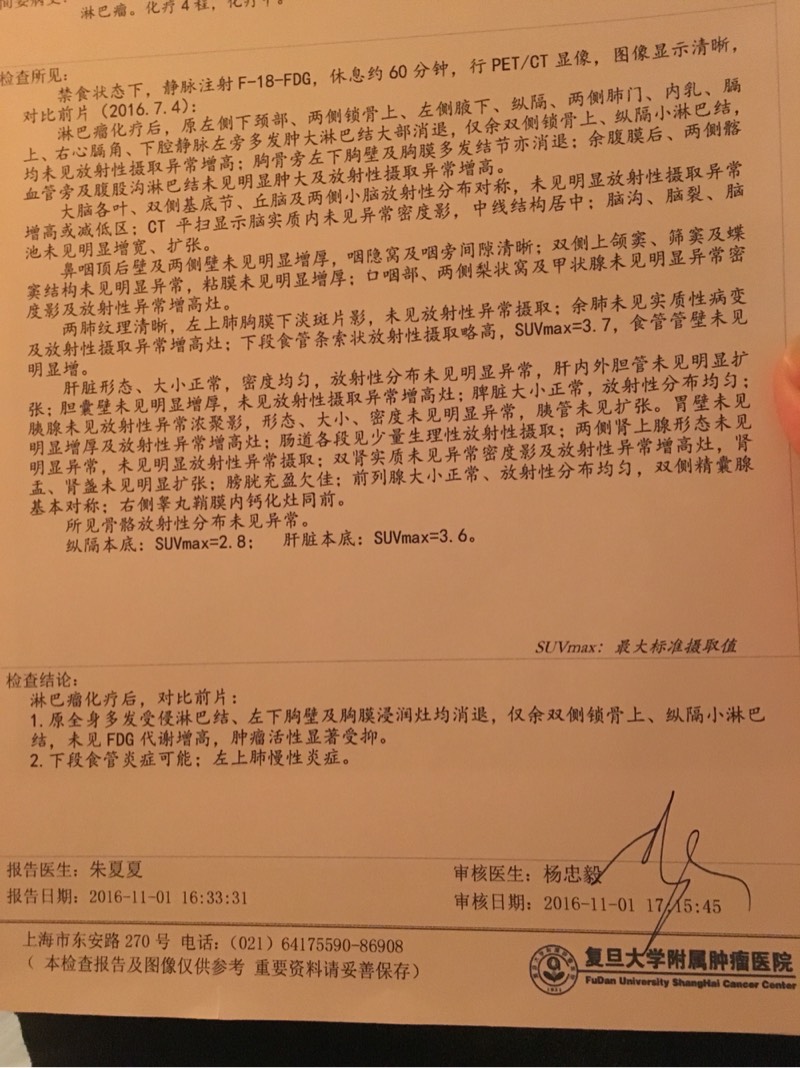 淋巴瘤。化疗4程，化疗
检查所见：
禁食状态下，静脉注射F-18-FDG，休息约60分钟，行PET/CT显像，图像显示清晰，
对比前片（2016.7.4）：
淋巴瘤化疗后，原左侧下颈部、两侧锁骨上、左侧腋下、纵隔、两侧肺门、内乳、膈
上、右心膈角、下腔静脉左旁多发肿大淋巴结大部消退，仅余双侧锁骨上、纵隔小淋巴结，
均未见放射性摄取异常增高；胸骨旁左下胸壁及胸膜多发结节亦消退；余腹膜后、两侧髂
血管旁及腹股沟淋巴结未见明显肿大及放射性摄取异常增高。
大脑各叶、双侧基底节、丘脑及两侧小脑放射性分布对称，未见明显放射性摄取异常
增高或减低区；CT 平扫显示脑实质内未见异常密度影，中线结构居中；脑沟、脑裂、脑
池未见明显增宽、扩张。
鼻咽顶后壁及两侧壁未见明显增厚，咽隐窝及咽旁间隙清晰；双侧上颌窦、筛窦及蝶
窦结构未见明显异常，粘膜未见明显增厚；口咽部、两侧梨状窝及甲状腺未见明显异常密
度影及放射性异常增高灶。
两肺纹理清晰，左上肺胸膜下淡斑片影，未见放射性异常摄取；余肺未见实质性病变
及放射性摄取异常增高灶；下段食管条索状放射性摄取略高，SUVmax=3.7，食管管壁未见
明显增。
肝脏形态、大小正常，密度均匀，放射性分布未见明显异常，肝内外胆管未见明显扩
张；胆囊壁未见明显增厚，未见放射性摄取异常增高灶；脾脏大小正常，放射性分布均匀；
胰腺未见放射性异常浓聚影，形态、大小、密度未见明显异常，胰管未见扩张。胃壁未见
明显增厚及放射性异常增高灶；肠道各段见少量生理性放射性摄取；两侧肾上腺形态未见
明显异常，未见明显放射性异常摄取；双肾实质未见异常密度影及放射性异常增高灶，肾
盂、肾盏未见明显扩张；膀胱充盈欠佳；前列腺大小正常、放射性分布均匀，双侧精囊腺
基本对称；右侧睾丸鞘膜内钙化灶同前。
所见骨骼放射性分布未见异常。
纵隔本底：SUVmax=2.8； 肝脏本底：SUVmax=3.6。
SUVmax：最大标准摄取值
检查结论：
淋巴瘤化疗后，对比前片：
1.原全身多发受侵淋巴结、左下胸壁及胸膜浸润灶均消退，仅余双侧锁骨上、纵隔小淋巴
结，未见FDG代谢增高，肿瘤活性显著受抑。
2.下段食管炎症可能；左上肺慢性炎症。
报告医生：朱夏夏
审核医生：杨忠毅
报告日期：2016-11-01 16:33:31
审核日期：2016-11-01 17:15:45
上海市东安路 270 号 电话：（021）64175590-86908
（ 本检查报告及图像仅供参考 重要资料请妥善保存）
复旦大学附属肿瘤医院
FuDan University ShangHai Cancer Center